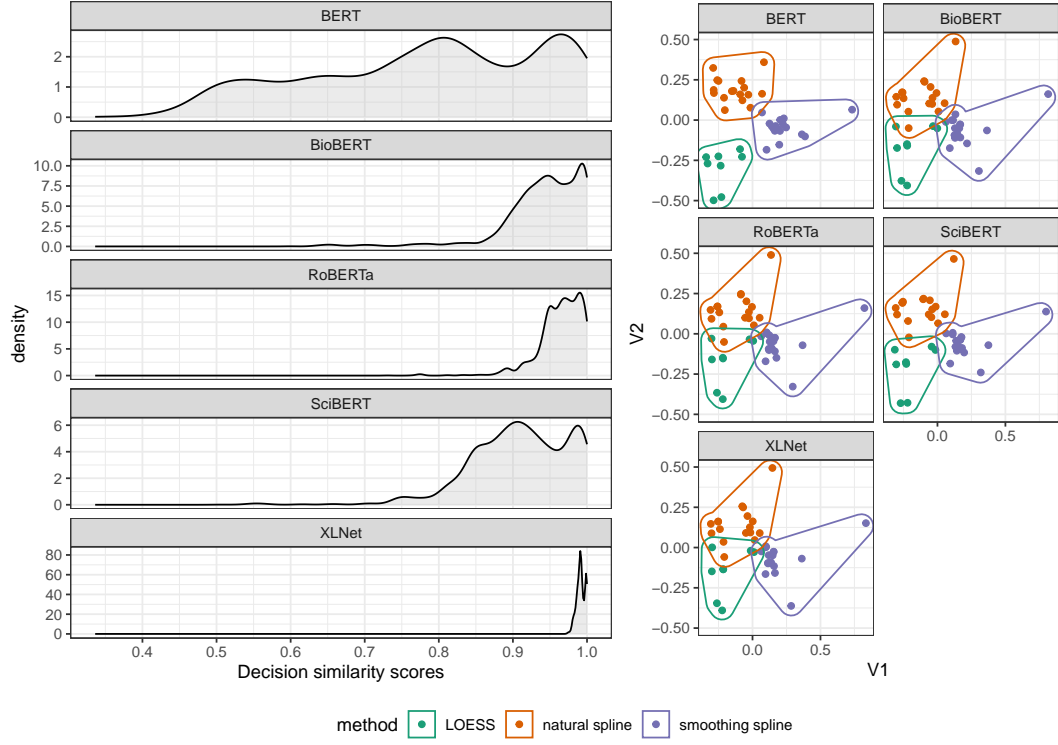 BERT
0
1
2
BioBERT
0.0
2.5
5.0
7.5
10.0
RoBERTa
0
5
10
15
SciBERT
0
2
4
6
XLNet
0
20
40
60
80
0.4 0.5 0.6 0.7 0.8 0.9 1.0
Decision similarity scores
density
BERT BioBERT
0.50
0.25
0.00
−0.25
−0.50
RoBERTa SciBERT
0.50
0.25
0.00
−0.25
−0.50
0.0 0.5
XLNet
0.50
0.25
0.00
−0.25
−0.50
0.0 0.5
V1
V2
method LOESS natural spline smoothing spline